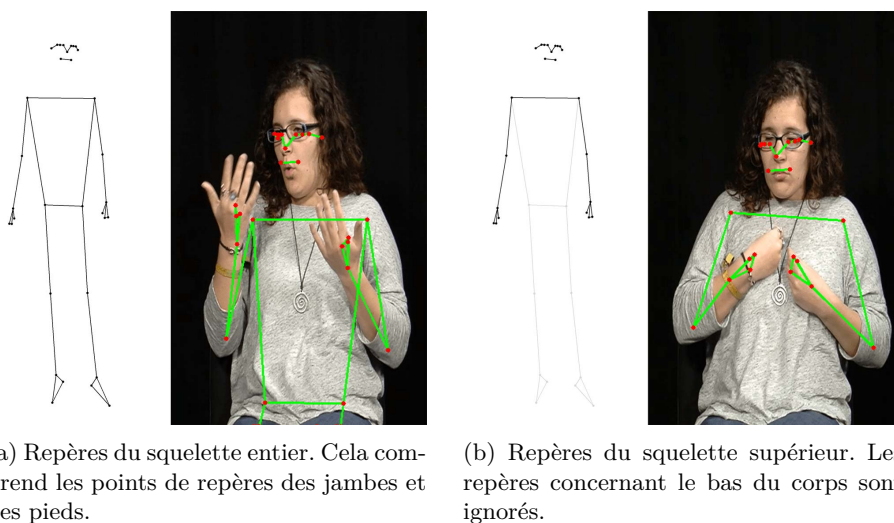 a) Repères du squelette entier. Cela com-
rend les points de repères des jambes et
es pieds.
(b) Repères du squelette supérieur. Le
repères concernant le bas du corps son
ignorés.